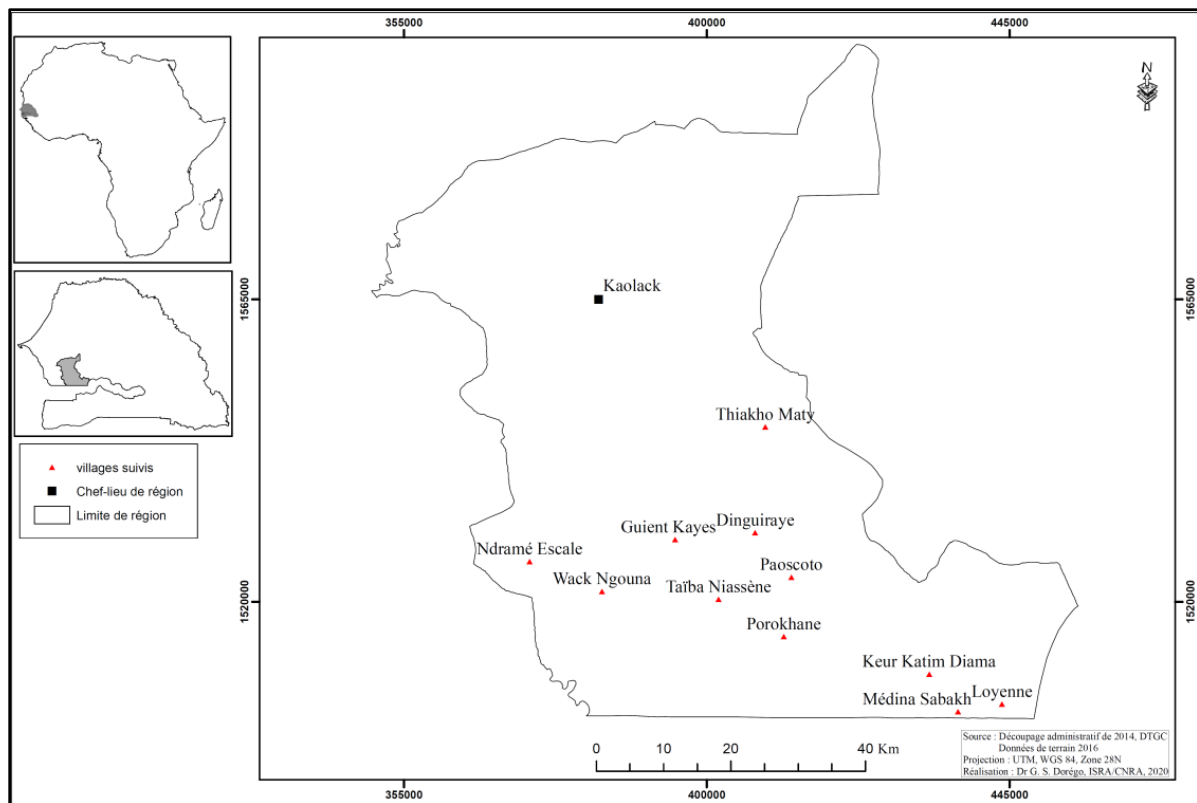 355000
400000
445000
N
1565000
1565000
Kaolack
Thiakho Maty
villages suivis
Chef-lieu de région
Limite de région
Guient Kayes
Dinguiraye
Ndramé Escale
Wack Ngouna
Taïba Niassène
Paoscoto
1520000
1520000
Porokhane
Keur Katim Diama
Médina Sabakh
Loyenne
0 10 20 30 40 Km
Source : Découpage administratif de 2014, DTGC
Données de terrain 2016
Projection : UTM, WGS 84, Zone 28N
Réalisation : Dr G. S. Dorégo, ISRA/CNRA, 2020
355000
400000
445000